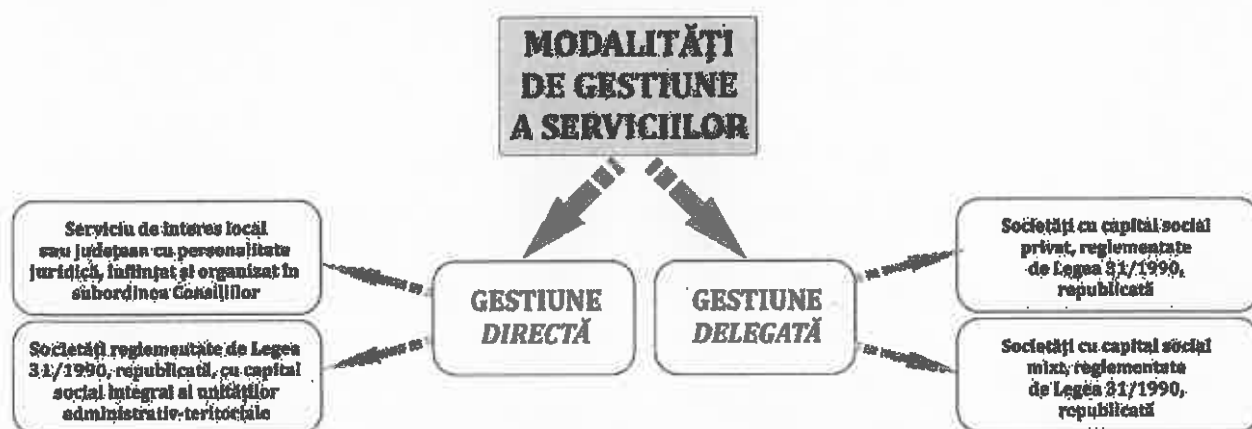 MODALITĂȚI
DE GESTIUNE
A SERVICIILOR
Serviciu de interes local
sau județean cu personalitate
juridică, înființat și organizat în
subordinea Consiliilor
Societăți reglementate de Legea
31/1990, republicată, cu capital
social integral al unităților
administrativ-teritoriale
GESTIUNE
DIRECTĂ
GESTIUNE
DELEGATĂ
Societăți cu capital social
privat, reglementate
de Legea 31/1990,
republicată
Societăți cu capital social
mixt, reglementate
de Legea 31/1990,
republicată